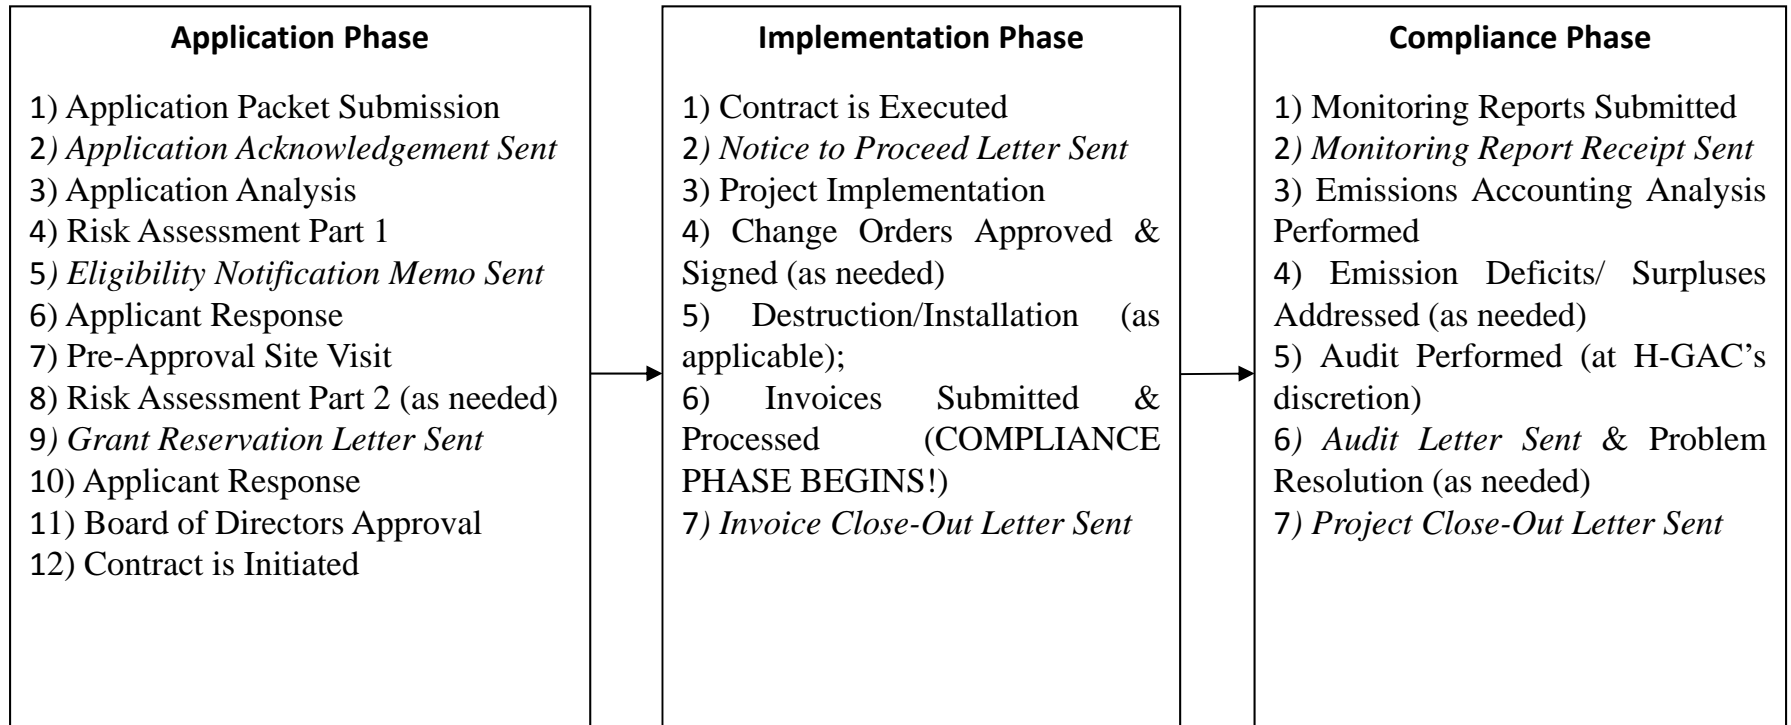 Application Phase
1) Application Packet Submission
2) Application Acknowledgement Sent
3) Application Analysis
4) Risk Assessment Part 1
5) Eligibility Notification Memo Sent
6) Applicant Response
7) Pre-Approval Site Visit
8) Risk Assessment Part 2 (as needed)
9) Grant Reservation Letter Sent
10) Applicant Response
11) Board of Directors Approval
12) Contract is Initiated
Implementation Phase
1) Contract is Executed
2) Notice to Proceed Letter Sent
3) Project Implementation
4) Change Orders Approved &
Signed (as needed)
5) Destruction/Installation (as
applicable);
6) Invoices Submitted &
Processed (COMPLIANCE
PHASE BEGINS!)
7) Invoice Close-Out Letter Sent
Compliance Phase
1) Monitoring Reports Submitted
2) Monitoring Report Receipt Sent
3) Emissions Accounting Analysis
Performed
4) Emission Deficits/ Surpluses
Addressed (as needed)
5) Audit Performed (at H-GAC’s
discretion)
6) Audit Letter Sent & Problem
Resolution (as needed)
7) Project Close-Out Letter Sent